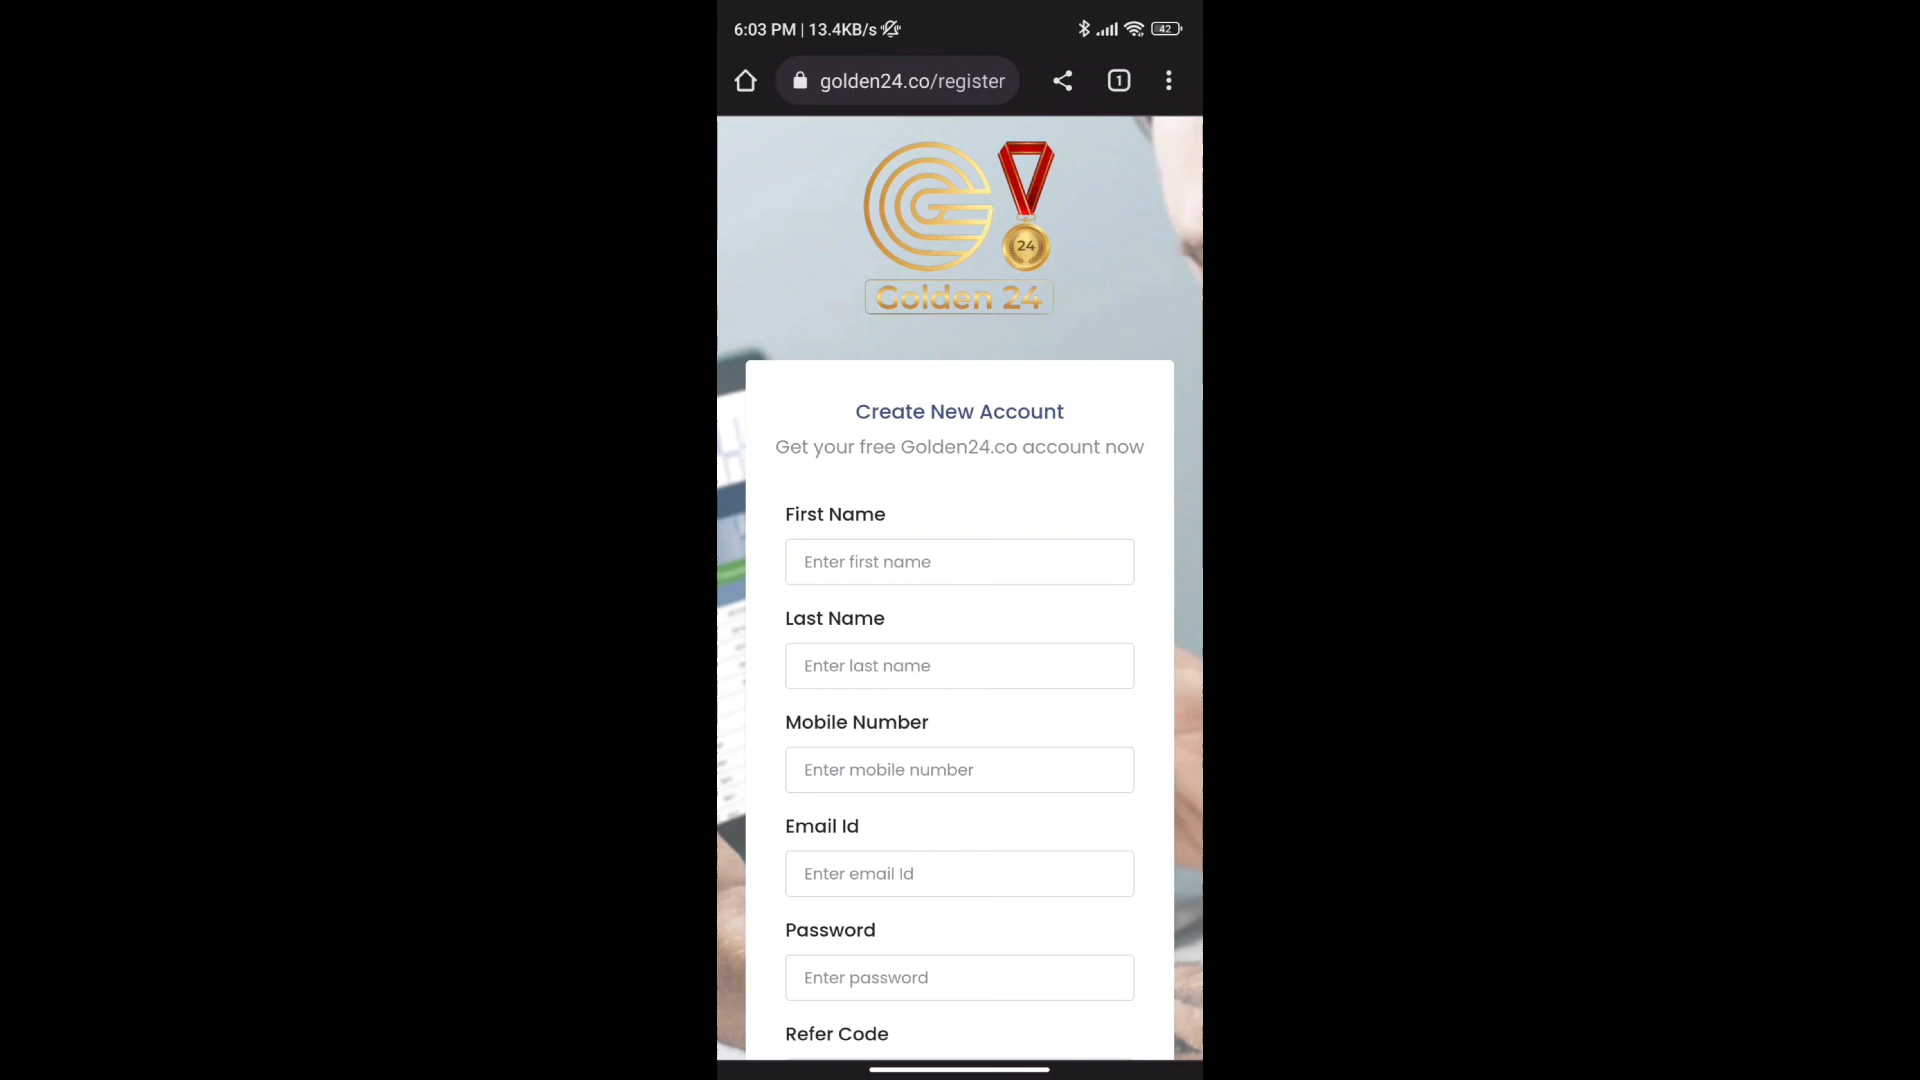 6:03 PM | 13.4KB/s
42
golden24.co/register
1
24
Golden 24
Create New Account
Get your free Golden24.co account now
First Name
Enter first name
Last Name
Enter last name
Mobile Number
Enter mobile number
Email Id
Enter email Id
Password
Enter password
Refer Code